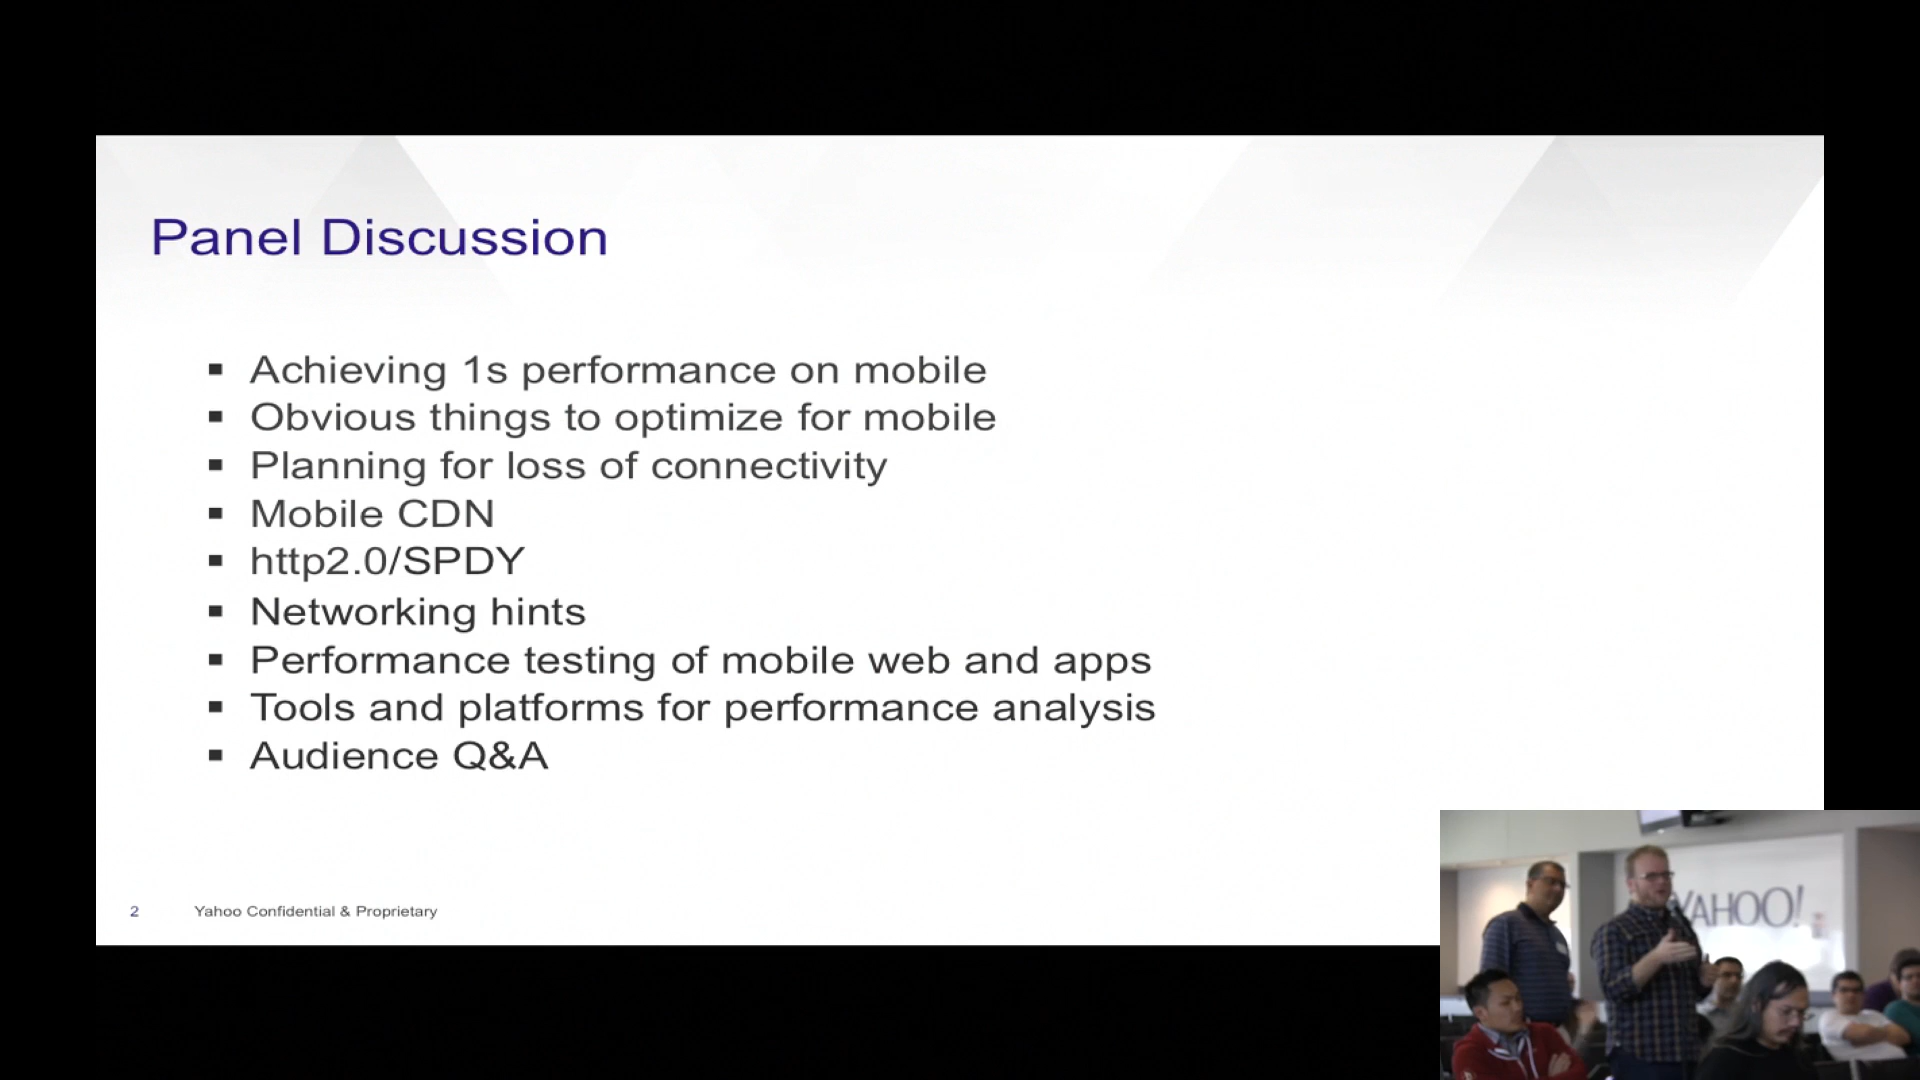 Panel Discussion
▪ Achieving 1s performance on mobile
▪ Obvious things to optimize for mobile
▪ Planning for loss of connectivity
▪ Mobile CDN
▪ http2.0/SPDY
▪ Networking hints
▪ Performance testing of mobile web and apps
▪ Tools and platforms for performance analysis
▪ Audience Q&A
2 Yahoo Confidential & Proprietary
YAHOO!